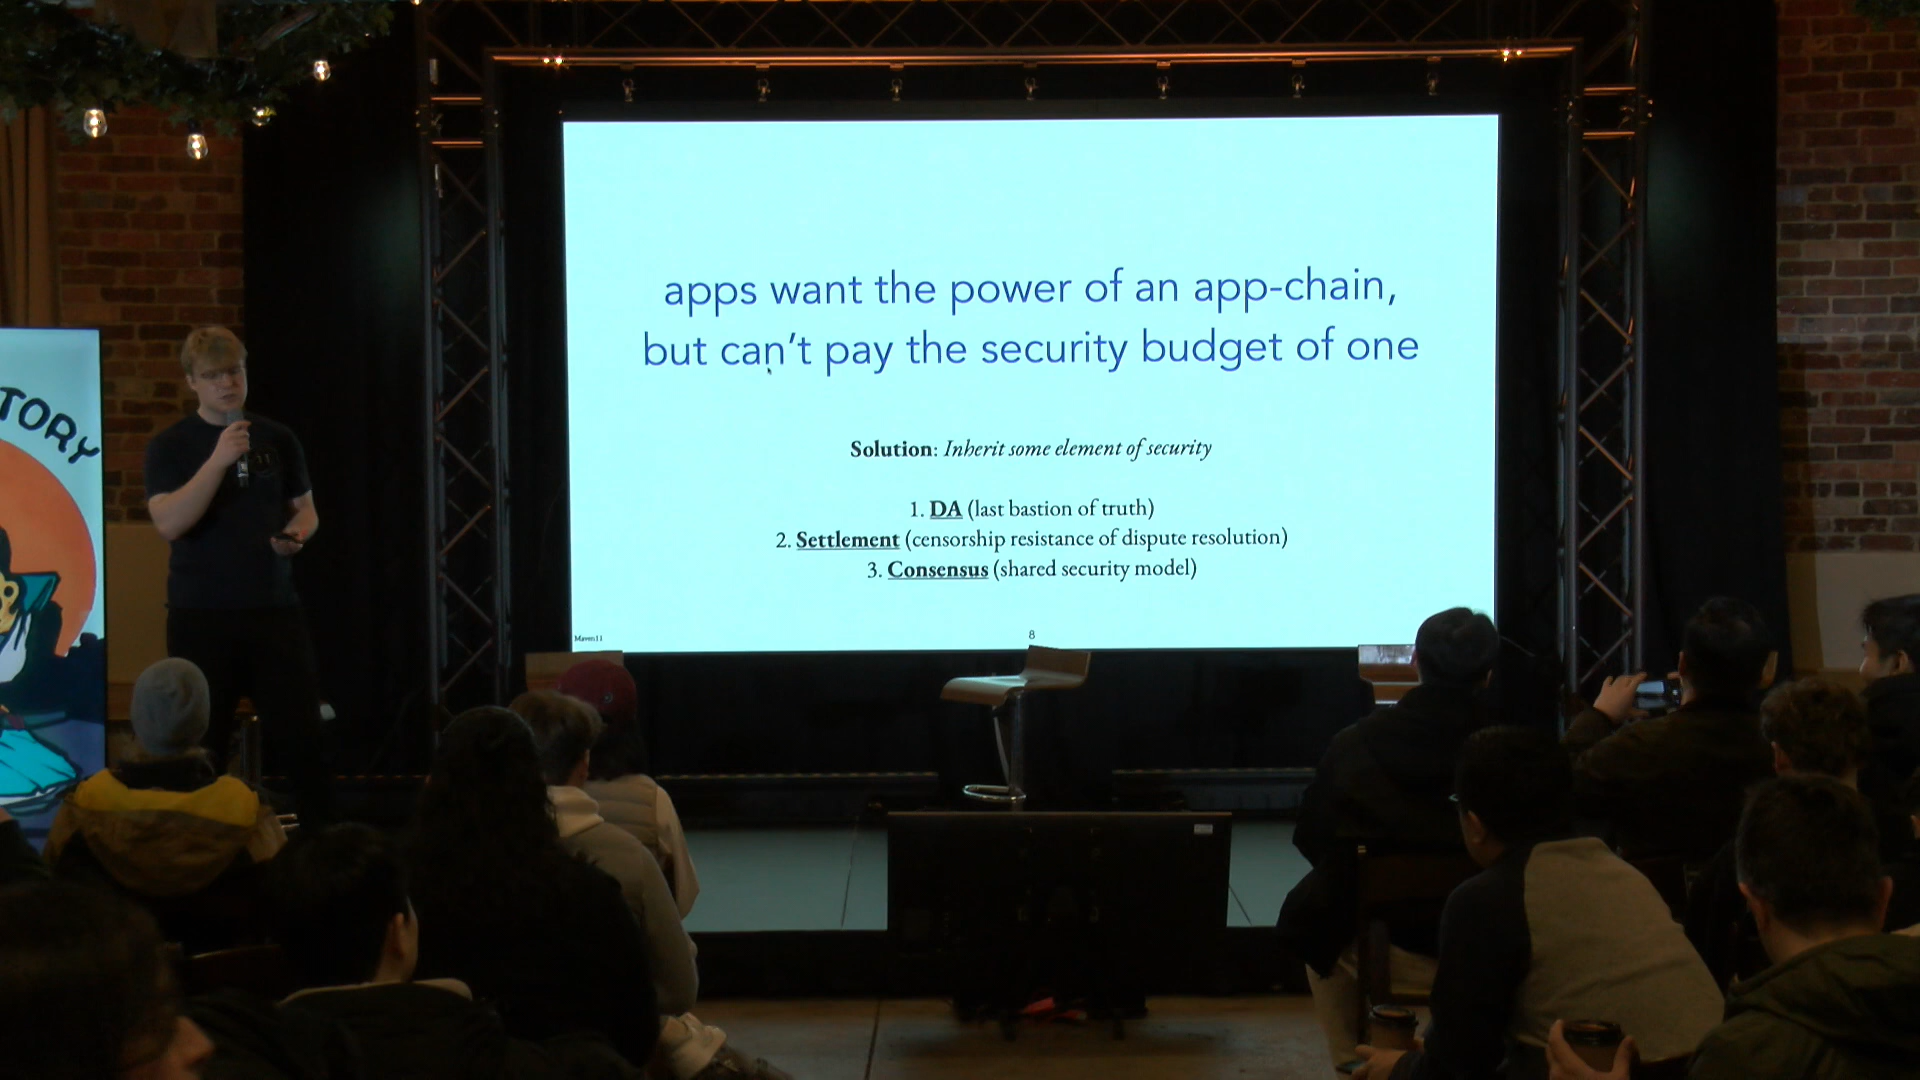 TORY
apps want the power of an app-chain,
but can't pay the security budget of one
Solution: Inherit some element of security
1. DA (last bastion of truth)
2. Settlement (censorship resistance of dispute resolution)
3. Consensus (shared security model)
Maven11
8